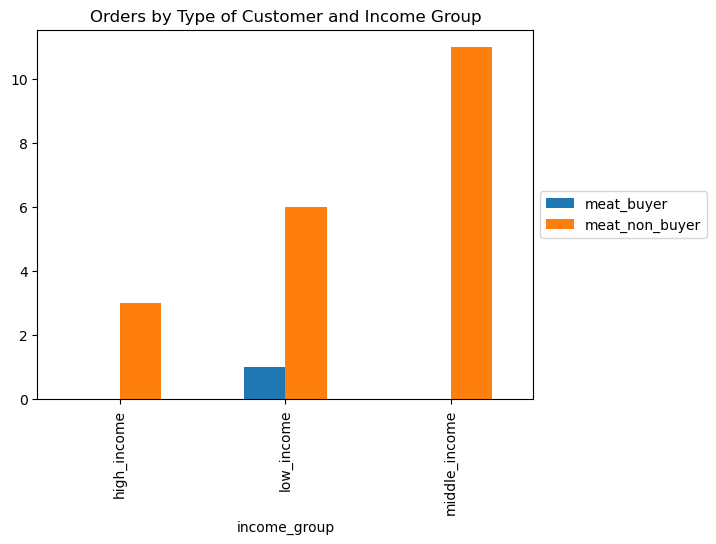 Orders by Type of Customer and Income Group
10
8
6
4
2
0
meat_buyer
meat_non_buyer
high_income
low_income
middle_income
income_group